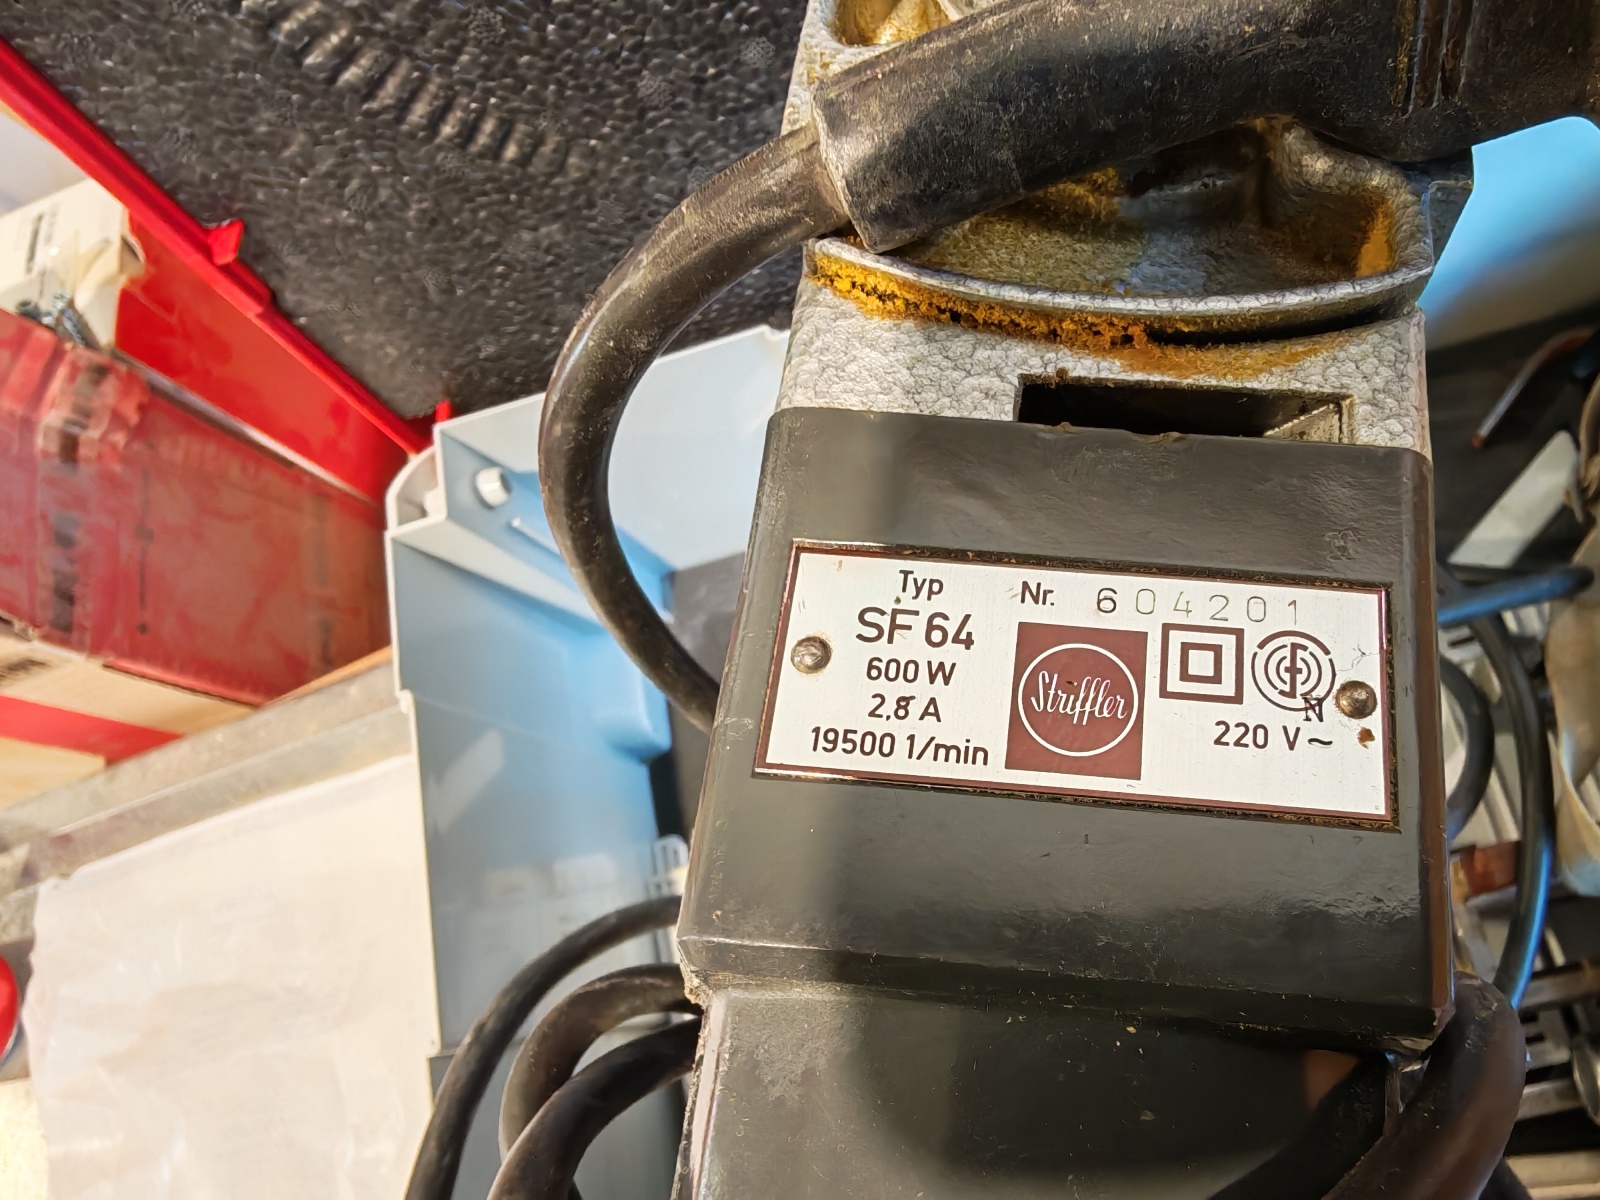 Typ
SF 64
600 W
2,8 A
19500 1/min
Nr. 604201
Striffler
N
220 V~